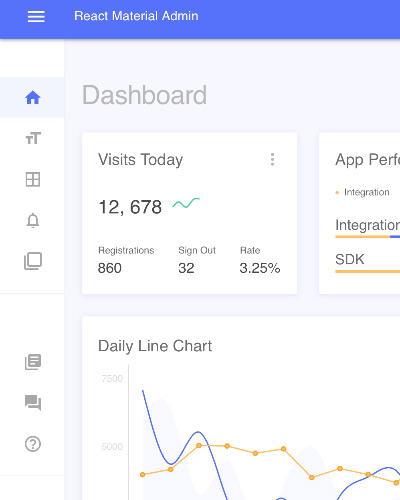 React Material Admin
Dashboard
Visits Today
12, 678
Registrations
860
Sign Out
32
Rate
3.25%
App Perfo
Integration
Integration
SDK
Daily Line Chart
7500
5000